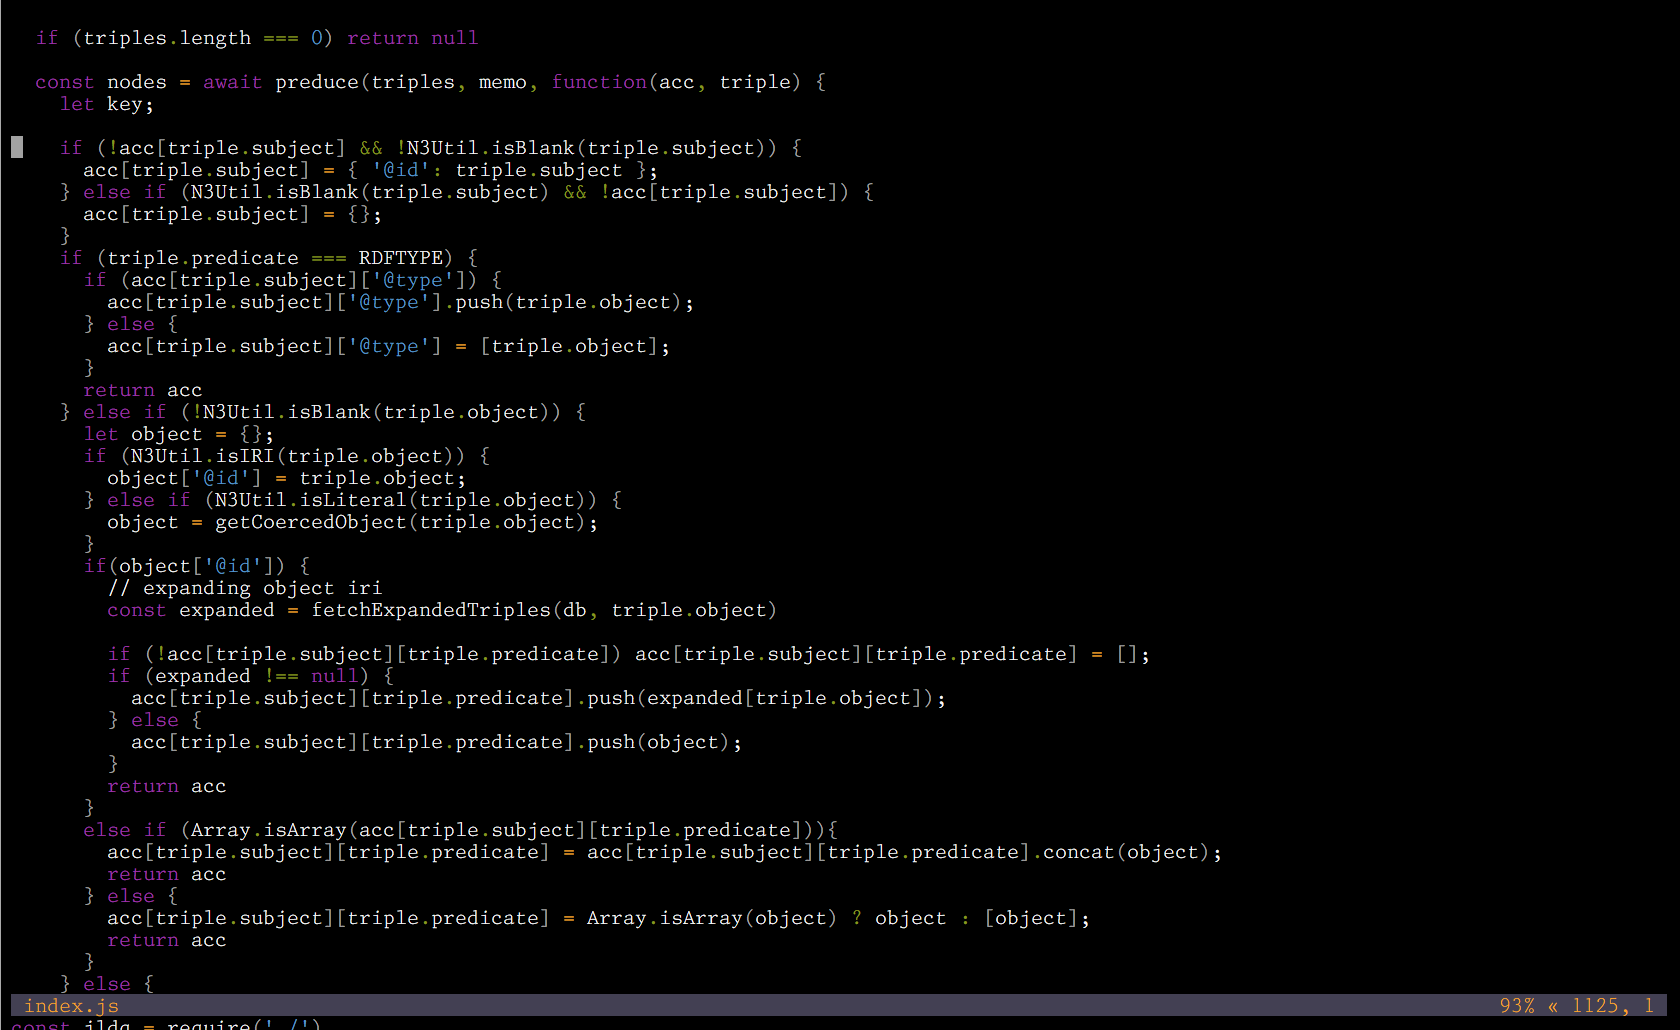 if (triples.length === 0) return null
const nodes = await preduce(triples, memo, function(acc, triple) {
let key;
if (!acc[triple.subject] && !N3Util.isBlank(triple.subject)) {
acc[triple.subject] = { '@id': triple.subject };
} else if (N3Util.isBlank(triple.subject) && !acc[triple.subject]) {
acc[triple.subject] = {};
}
if (triple.predicate === RDFTYPE) {
if (acc[triple.subject]['@type']) {
acc[triple.subject]['@type'].push(triple.object);
} else {
acc[triple.subject]['@type'] = [triple.object];
}
return acc
} else if (!N3Util.isBlank(triple.object)) {
let object = {};
if (N3Util.isIRI(triple.object)) {
object['@id'] = triple.object;
} else if (N3Util.isLiteral(triple.object)) {
object = getCoercedObject(triple.object);
}
if(object['@id']) {
// expanding object iri
const expanded = fetchExpandedTriples(db, triple.object)
if (!acc[triple.subject][triple.predicate]) acc[triple.subject][triple.predicate] = [];
if (expanded !== null) {
acc[triple.subject][triple.predicate].push(expanded[triple.object]);
} else {
acc[triple.subject][triple.predicate].push(object);
}
return acc
}
else if (Array.isArray(acc[triple.subject][triple.predicate])){
acc[triple.subject][triple.predicate] = acc[triple.subject][triple.predicate].concat(object);
return acc
} else {
acc[triple.subject][triple.predicate] = Array.isArray(object) ? object : [object];
return acc
}
} else {
index.js 93% « 1125, 1
const jldq = require('./')